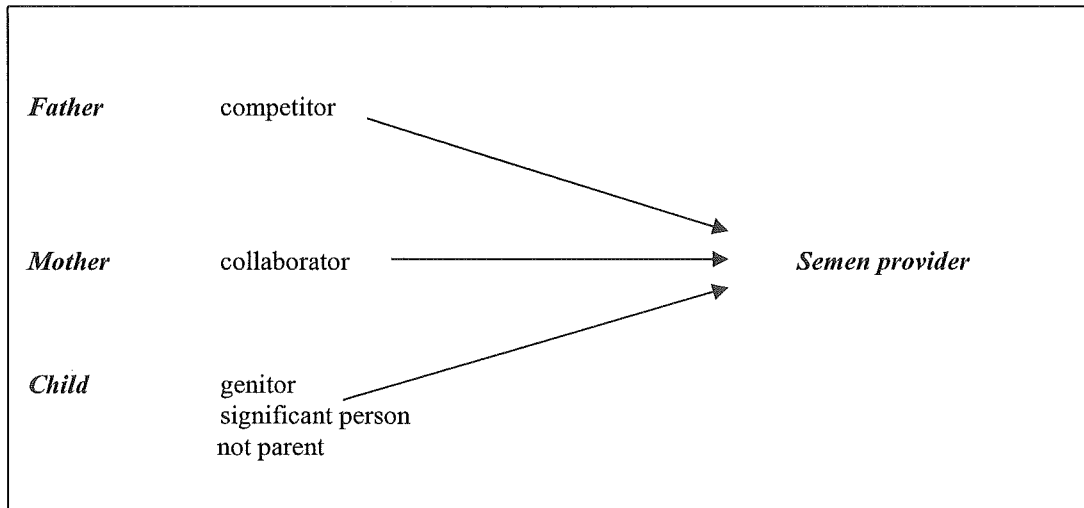 Father competitor
Mother collaborator Semen provider
Child genitor
significant person
not parent